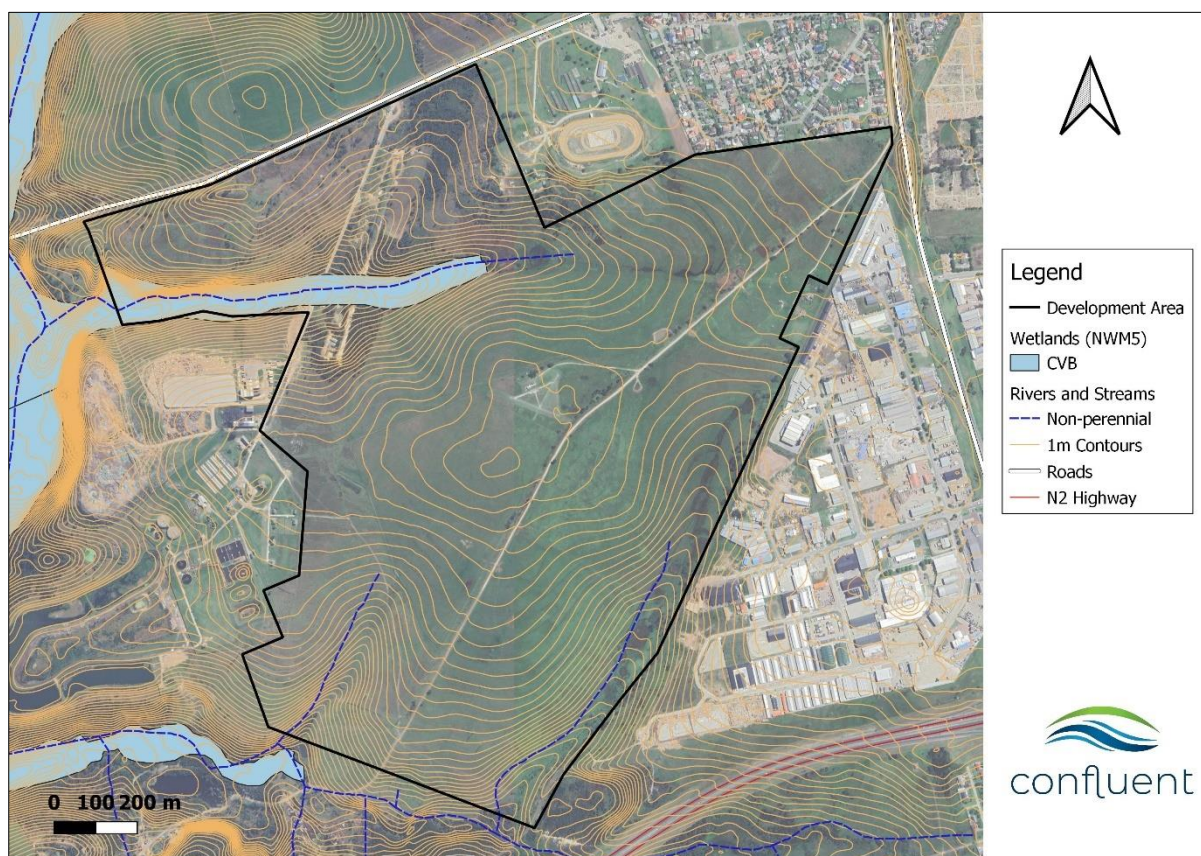 Legend
Development Area
Wetlands (NWM5)
CVB
Rivers and Streams
Non-perennial
1m Contours
Roads
N2 Highway
confluent
0 100 200 m